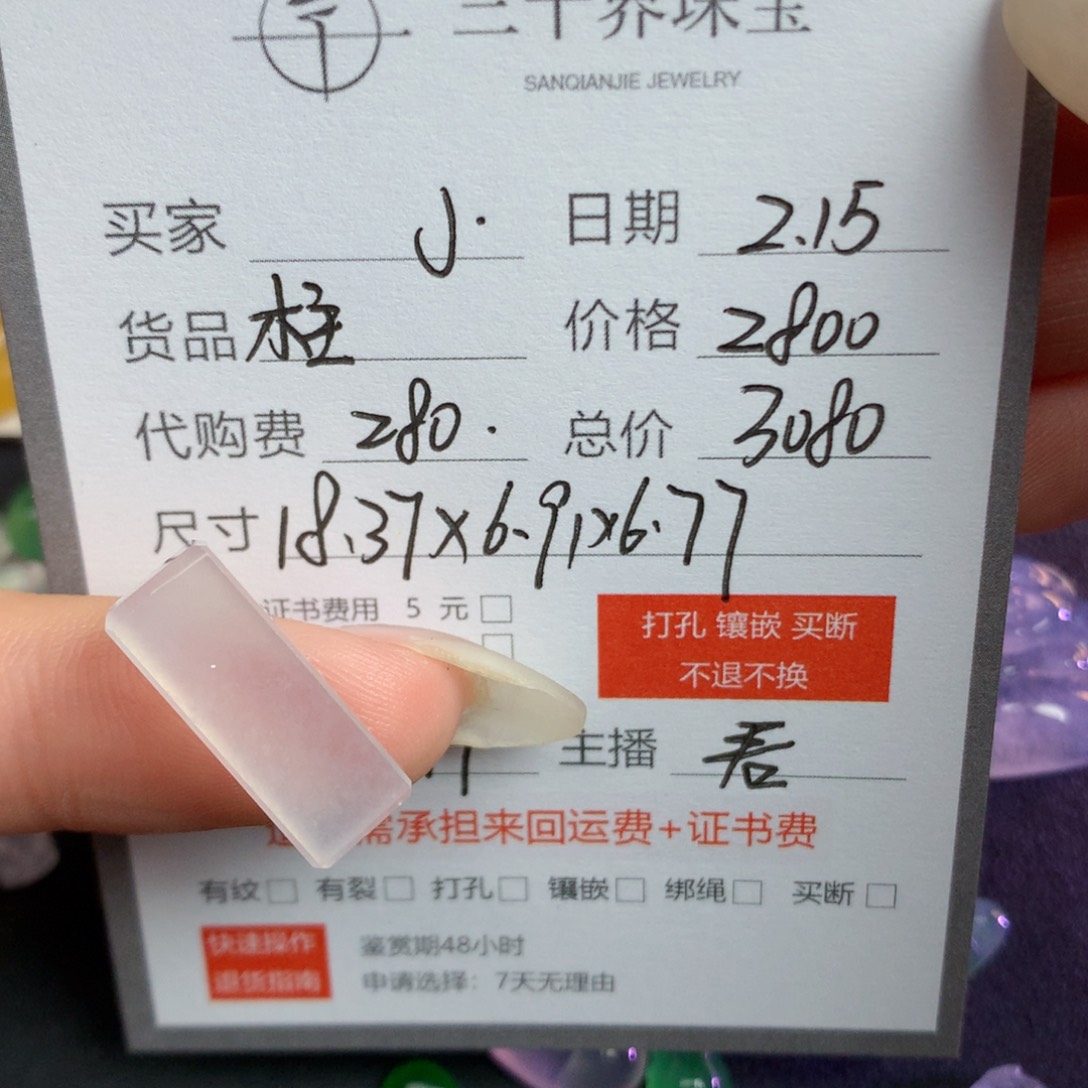 三千界珠宝
SANQIANJIE JEWELRY
买家 J. 日期 2.15
货品 柱 价格 2800
代购费 280. 总价 3080
尺寸 18.37x6.91x6.77
证书费用 5 元
打孔 镶嵌 买断
不退不换
主播 君
需承担来回运费+证书费
有纹 有裂 打孔 镶嵌 绑绳 买断
快速操作 鉴赏期48小时
退货指南 申请选择：7天无理由